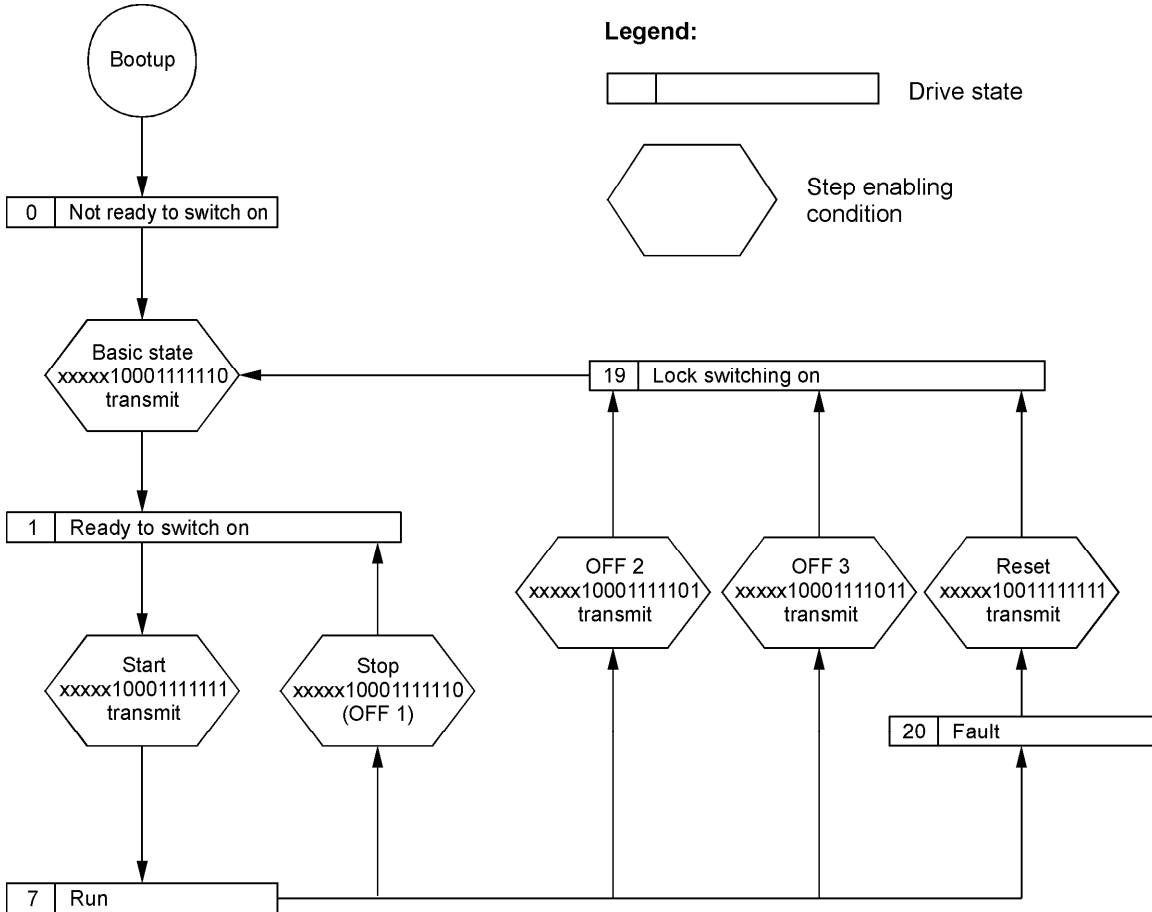 Bootup
Legend:
Drive state
Step enabling
condition
0 Not ready to switch on
Basic state
xxxxx10001111110
transmit
19 Lock switching on
1 Ready to switch on
OFF 2
xxxxx10001111101
transmit
OFF 3
xxxxx10001111011
transmit
Reset
xxxxx10011111111
transmit
Start
xxxxx10001111111
transmit
Stop
xxxxx10001111110
(OFF 1)
20 Fault
7 Run